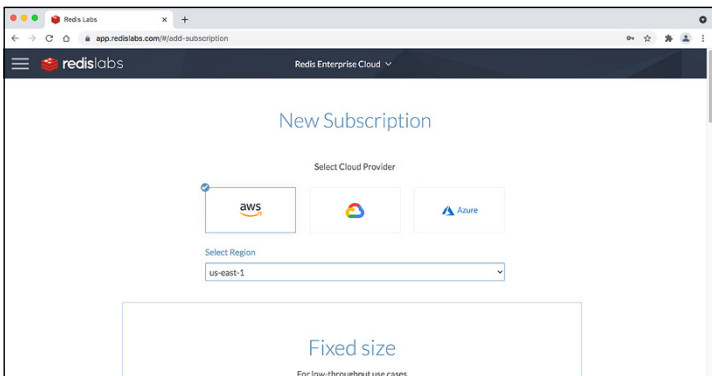 Redis Labs
app.redislabs.com/#/add-subscription
redislabs
Redis Enterprise Cloud
New Subscription
Select Cloud Provider
aws
Azure
Select Region
us-east-1
Fixed size
For low-throughput use cases